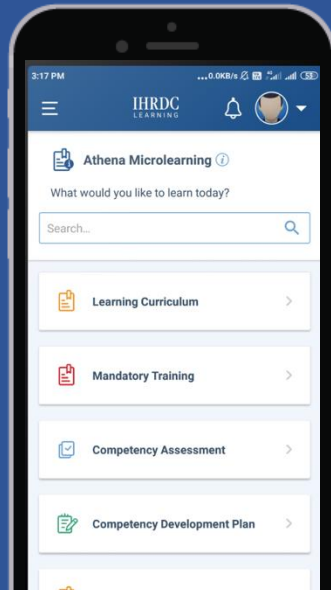 3:17 PM
...0.0KB/s 53
IHRDC
LEARNING
Athena Microlearning i
What would you like to learn today?
Search...
Learning Curriculum
Mandatory Training
Competency Assessment
Competency Development Plan